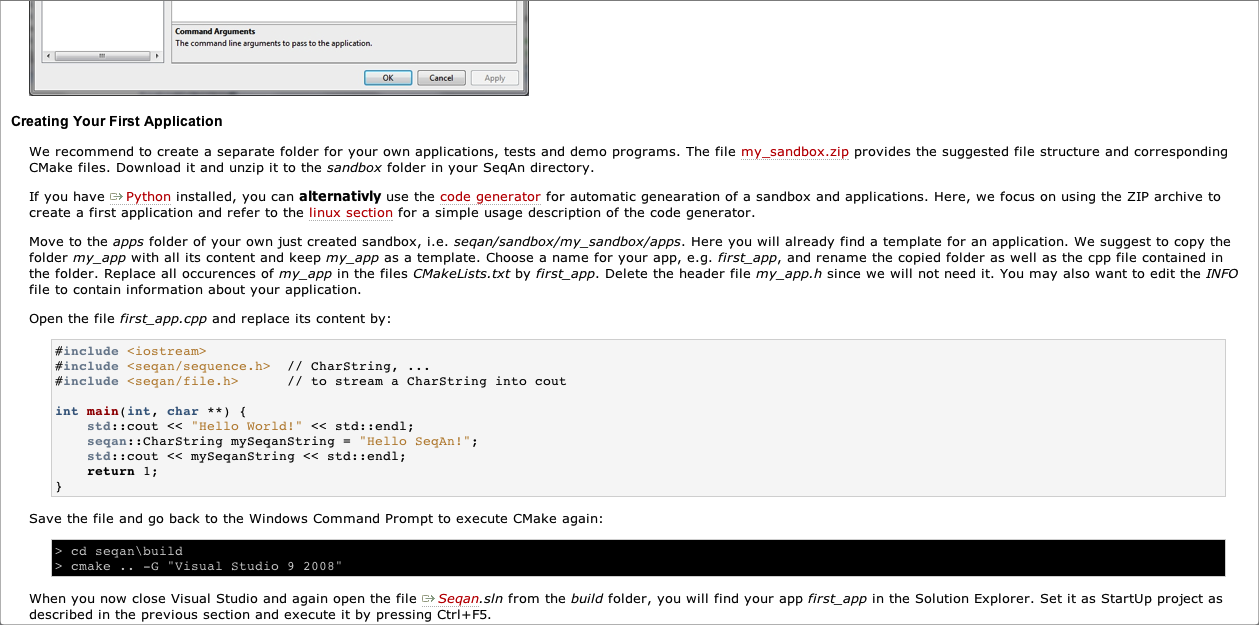 Command Arguments
The command line arguments to pass to the application.
OK Cancel Apply
Creating Your First Application
We recommend to create a separate folder for your own applications, tests and demo programs. The file my_sandbox.zip provides the suggested file structure and corresponding
CMake files. Download it and unzip it to the sandbox folder in your SeqAn directory.
If you have Python installed, you can alternativly use the code generator for automatic genearation of a sandbox and applications. Here, we focus on using the ZIP archive to
create a first application and refer to the linux section for a simple usage description of the code generator.
Move to the apps folder of your own just created sandbox, i.e. seqan/sandbox/my_sandbox/apps. Here you will already find a template for an application. We suggest to copy the
folder my_app with all its content and keep my_app as a template. Choose a name for your app, e.g. first_app, and rename the copied folder as well as the cpp file contained in
the folder. Replace all occurences of my_app in the files CMakeLists.txt by first_app. Delete the header file my_app.h since we will not need it. You may also want to edit the INFO
file to contain information about your application.
Open the file first_app.cpp and replace its content by:
#include <iostream>
#include <seqan/sequence.h>  // CharString, ...
#include <seqan/file.h>      // to stream a CharString into cout
int main(int, char **) {
    std::cout << "Hello World!" << std::endl;
    seqan::CharString mySeqanString = "Hello SeqAn!";
    std::cout << mySeqanString << std::endl;
    return 1;
}
Save the file and go back to the Windows Command Prompt to execute CMake again:
> cd seqan\build
> cmake .. -G "Visual Studio 9 2008"
When you now close Visual Studio and again open the file Seqan.sln from the build folder, you will find your app first_app in the Solution Explorer. Set it as StartUp project as
described in the previous section and execute it by pressing Ctrl+F5.